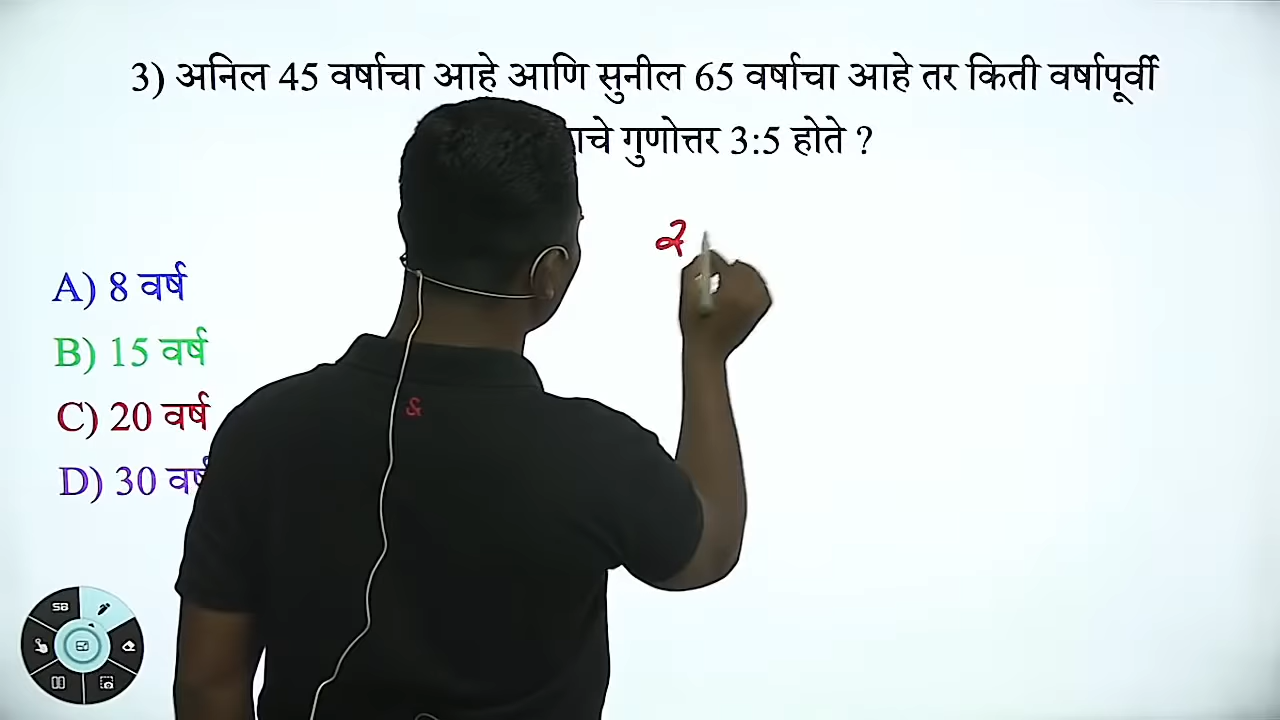 3) अनिल 45 वर्षाचा आहे आणि सुनील 65 वर्षाचा आहे तर किती वर्षापूर्वी
गुणोत्तर 3:5 होते ?
A) 8 वर्ष
B) 15 वर्ष
C) 20 वर्ष
D) 30 वर्ष